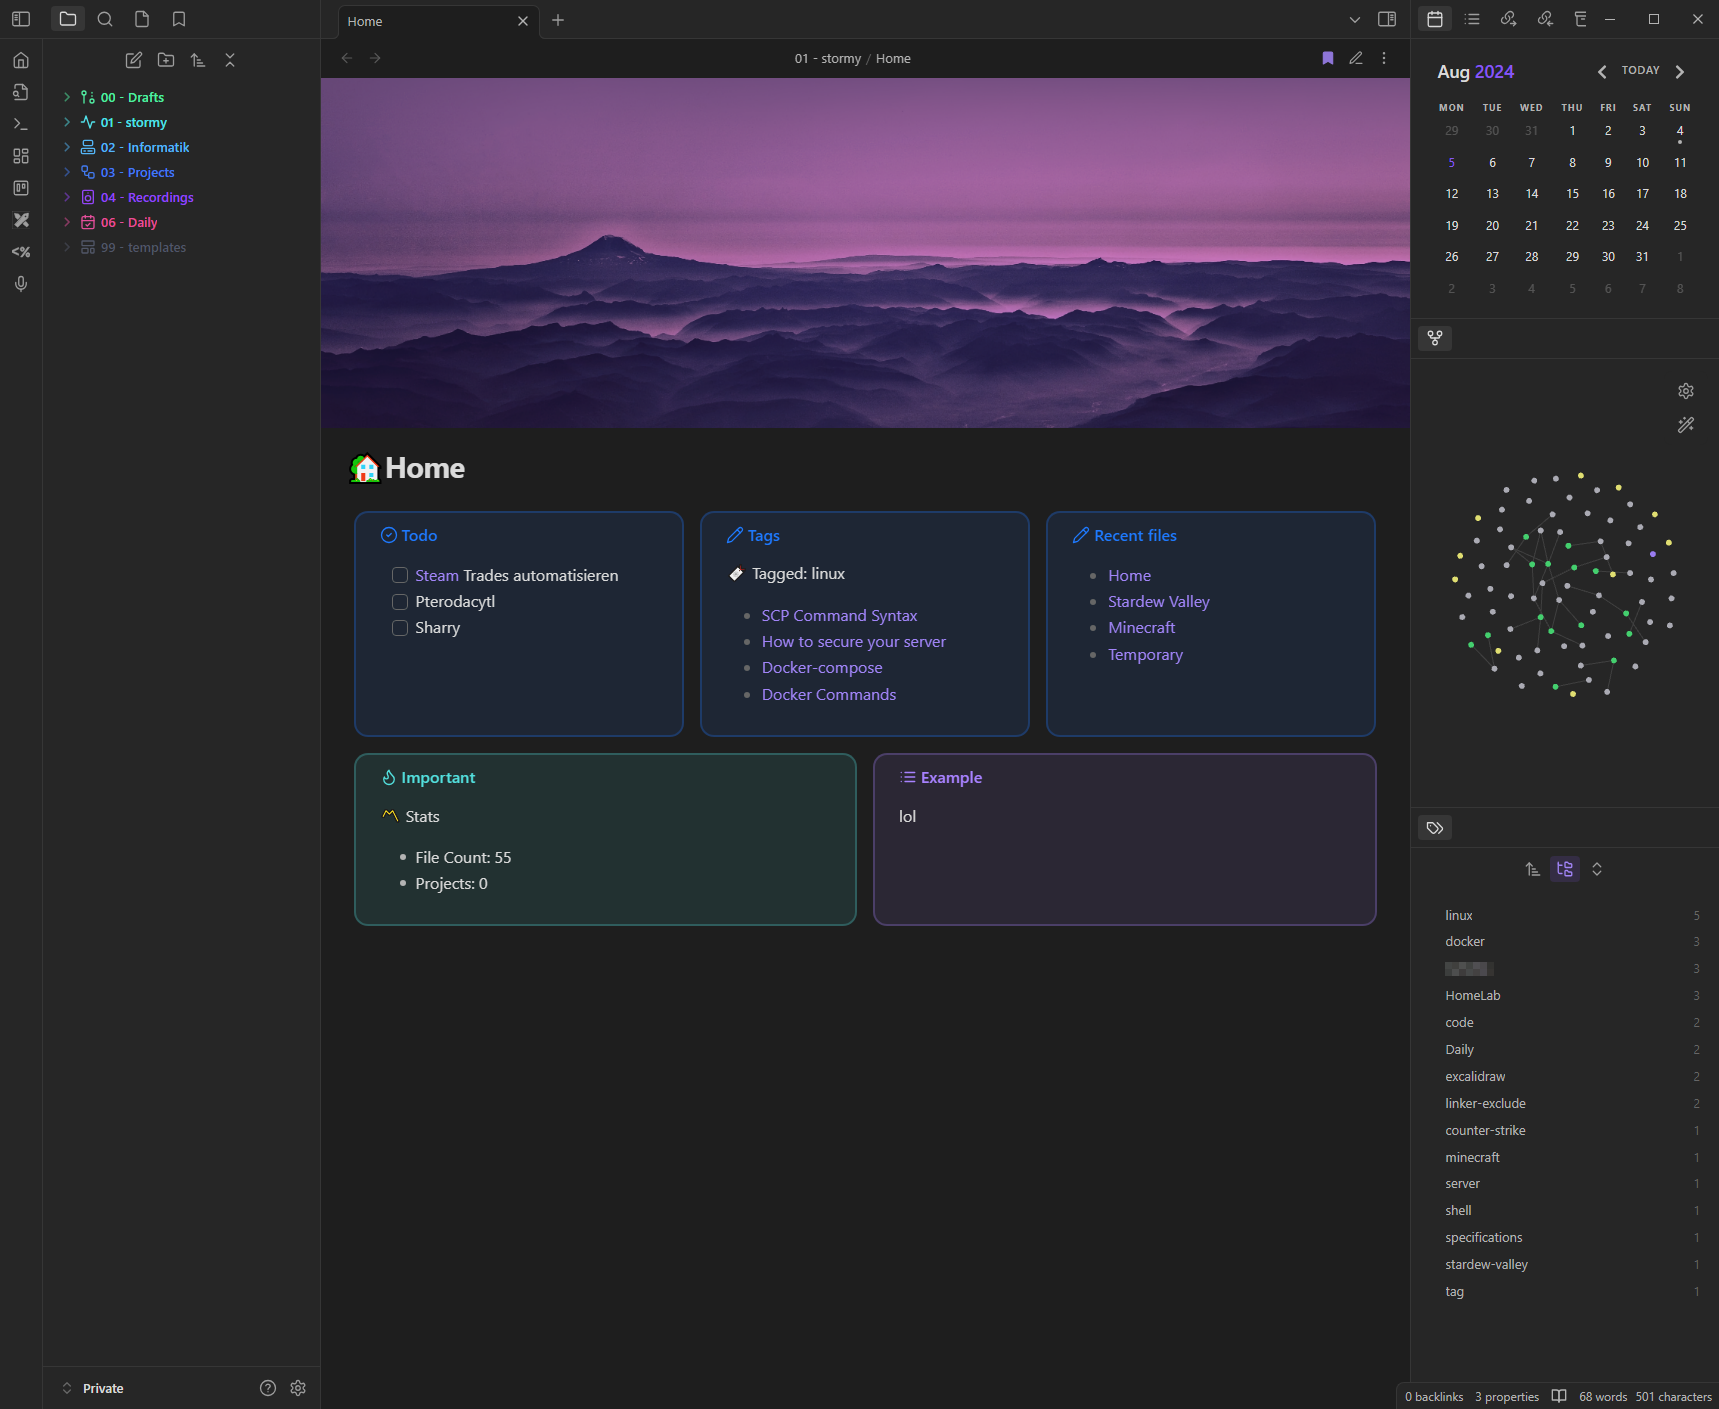 Home
01 - stormy / Home
00 - Drafts
01 - stormy
02 - Informatik
03 - Projects
04 - Recordings
06 - Daily
99 - templates
<%
Private
Home
Todo
Steam Trades automatisieren
Pterodacytl
Sharry
Tags
Tagged: linux
SCP Command Syntax
How to secure your server
Docker-compose
Docker Commands
Recent files
Home
Stardew Valley
Minecraft
Temporary
Important
Stats
File Count: 55
Projects: 0
Example
lol
Aug 2024
TODAY
MON TUE WED THU FRI SAT SUN
29 30 31 1 2 3 4
5 6 7 8 9 10 11
12 13 14 15 16 17 18
19 20 21 22 23 24 25
26 27 28 29 30 31 1
2 3 4 5 6 7 8
linux 5
docker 3
3
HomeLab 3
code 2
Daily 2
excalidraw 2
linker-exclude 2
counter-strike 1
minecraft 1
server 1
shell 1
specifications 1
stardew-valley 1
tag 1
0 backlinks 3 properties 68 words 501 characters